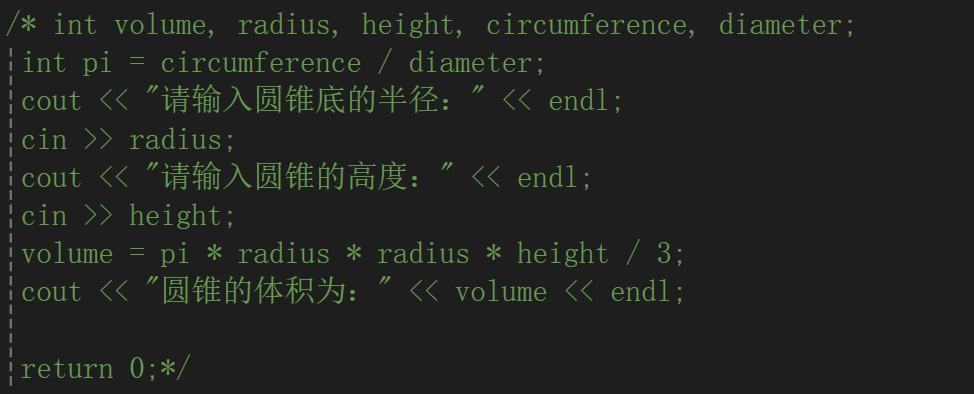 /* int volume, radius, height, circumference, diameter;
int pi = circumference / diameter;
cout << "请输入圆锥底的半径：" << endl;
cin >> radius;
cout << "请输入圆锥的高度：" << endl;
cin >> height;
volume = pi * radius * radius * height / 3;
cout << "圆锥的体积为：" << volume << endl;
return 0;*/